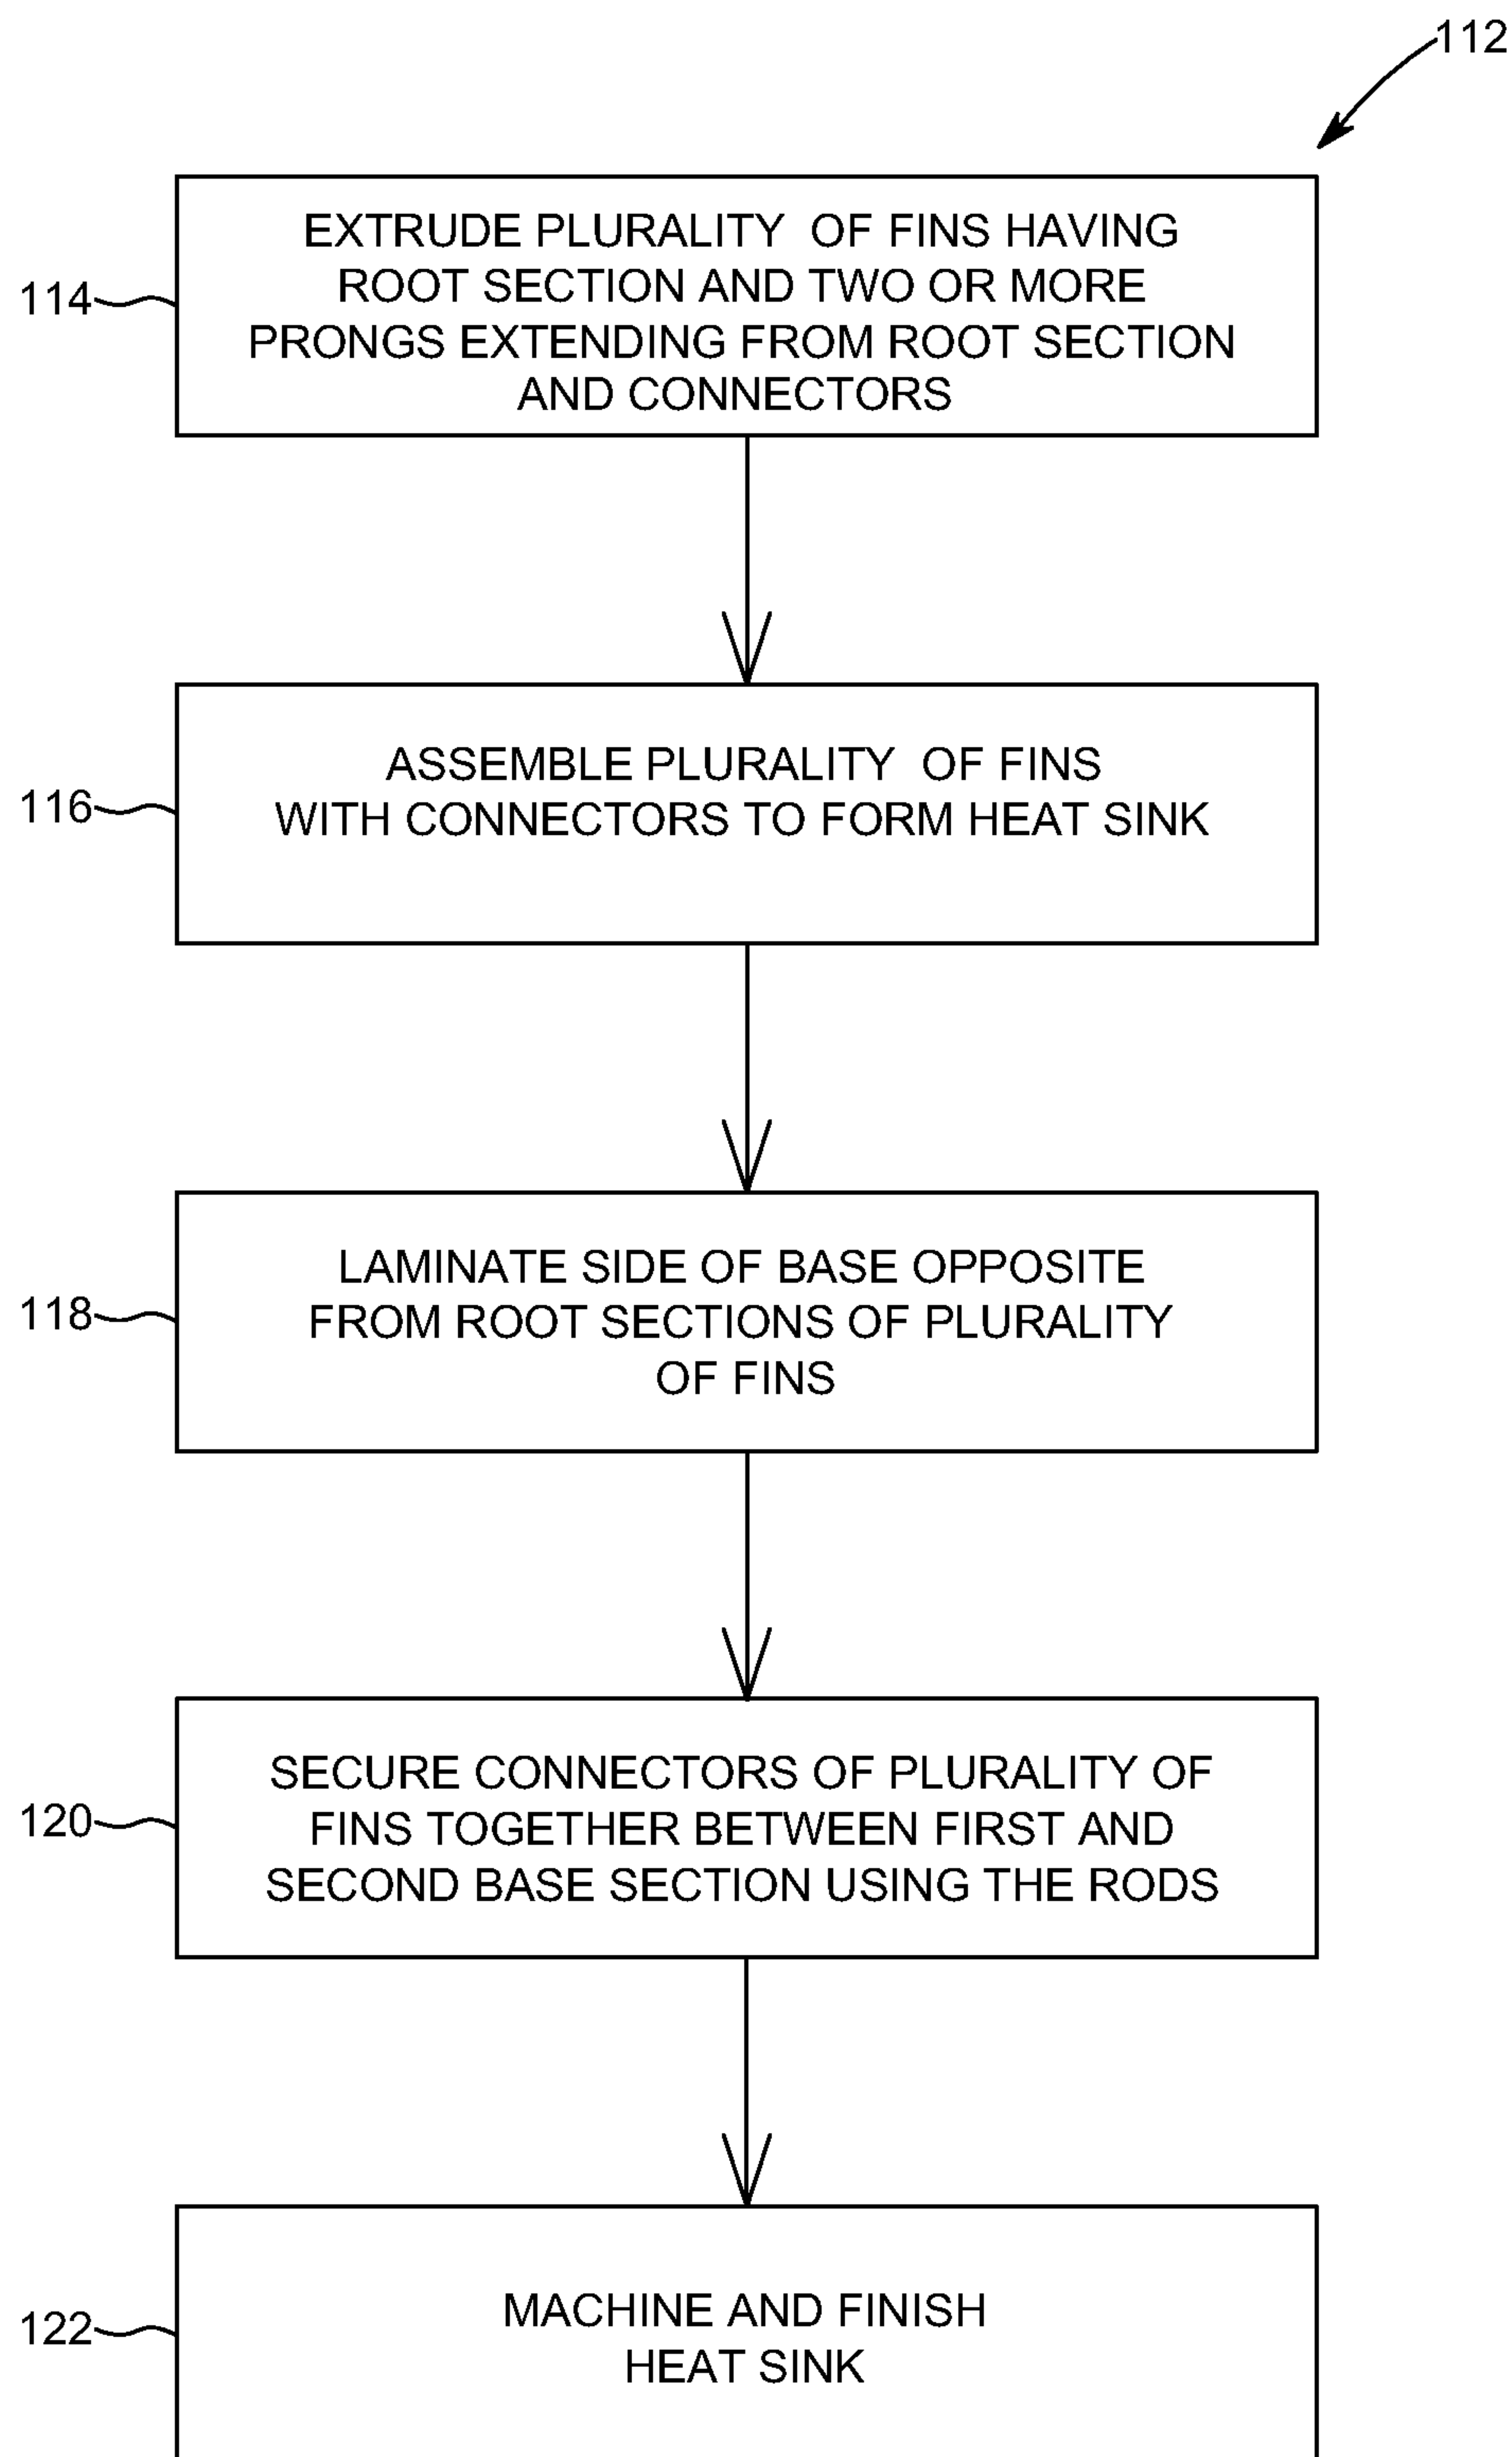 112
EXTRUDE PLURALITY OF FINS HAVING
ROOT SECTION AND TWO OR MORE
PRONGS EXTENDING FROM ROOT SECTION
AND CONNECTORS
114
ASSEMBLE PLURALITY OF FINS
WITH CONNECTORS TO FORM HEAT SINK
116
LAMINATE SIDE OF BASE OPPOSITE
FROM ROOT SECTIONS OF PLURALITY
OF FINS
118
SECURE CONNECTORS OF PLURALITY OF
FINS TOGETHER BETWEEN FIRST AND
SECOND BASE SECTION USING THE RODS
120
MACHINE AND FINISH
HEAT SINK
122